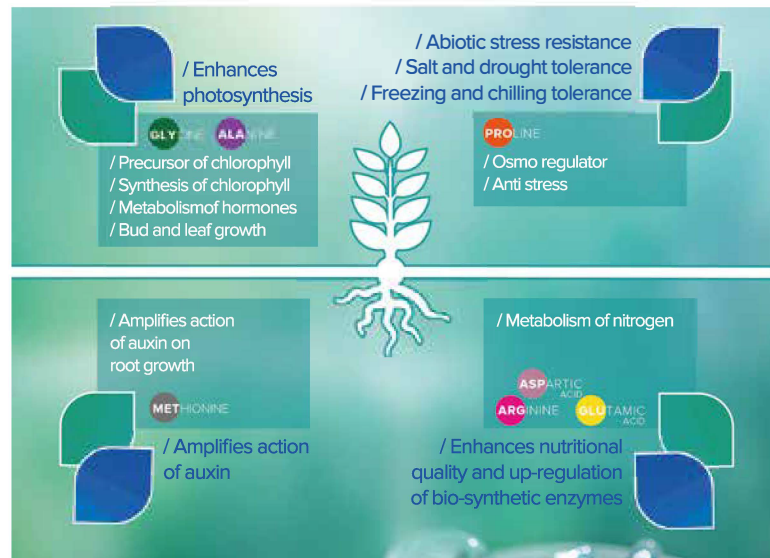 / Enhances
photosynthesis
GLYCINE ALANINE
/ Precursor of chlorophyll
/ Synthesis of chlorophyll
/ Metabolismof hormones
/ Bud and leaf growth
/ Abiotic stress resistance
/ Salt and drought tolerance
/ Freezing and chilling tolerance
PROLINE
/ Osmo regulator
/ Anti stress
/ Amplifies action
of auxin on
root growth
METHIONINE
/ Amplifies action
of auxin
/ Metabolism of nitrogen
ASPARTIC
ACID
ARGININE GLUTAMIC
ACID
/ Enhances nutritional
quality and up-regulation
of bio-synthetic enzymes